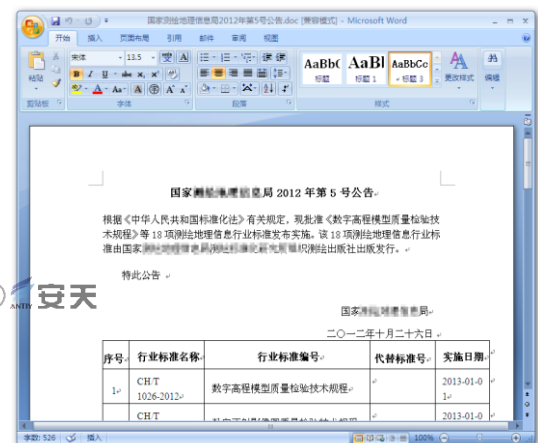 国家测绘地理信息局2012年第5号公告.doc [兼容模式] - Microsoft Word
开始 插入 页面布局 引用 邮件 审阅 视图
宋体 13.5
AaBb( AaBl AaBbCc
粘贴 标题 标题 1 标题 3 更改样式 编辑
剪贴板 字体 段落 样式
国家 局 2012 年第 5 号公告
根据《中华人民共和国标准化法》有关规定，现批准《数字高程模型质量检验技
术规程》等 18 项测绘地理信息行业标准发布实施。该 18 项测绘地理信息行业标
准由国家 织测绘出版社出版发行。
特此公告
ANTIY 安天
国家 局
二〇一二年十月二十六日
序号 行业标准名称 行业标准编号 代替标准号 实施日期
1 CH/T 1026-2012 数字高程模型质量检验技术规程 2013-01-01
CH/T 2013-01-0
字数: 526 插入 100%